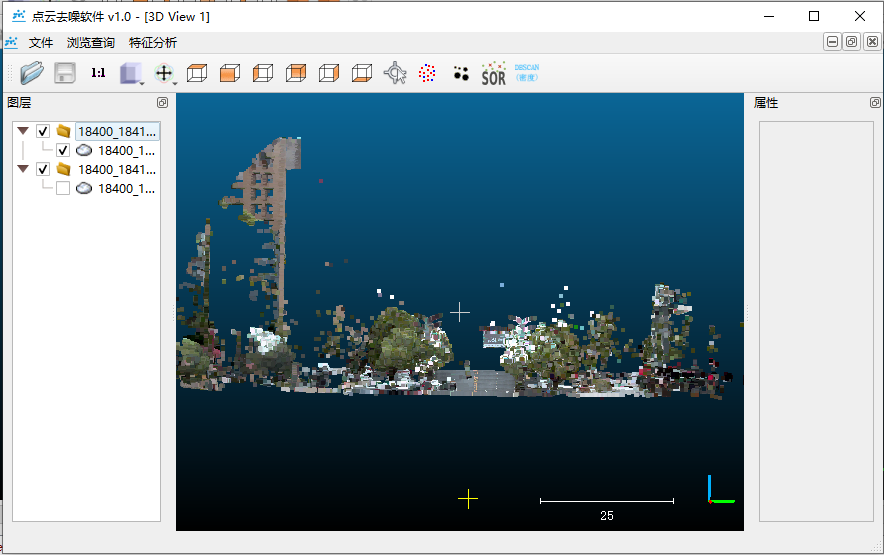 点云去噪软件 v1.0 - [3D View 1]
文件 浏览查询 特征分析
1:1
SOR
DBSCAN
(密度)
图层
属性
18400_1841...
18400_1...
18400_1841...
18400_1...
25